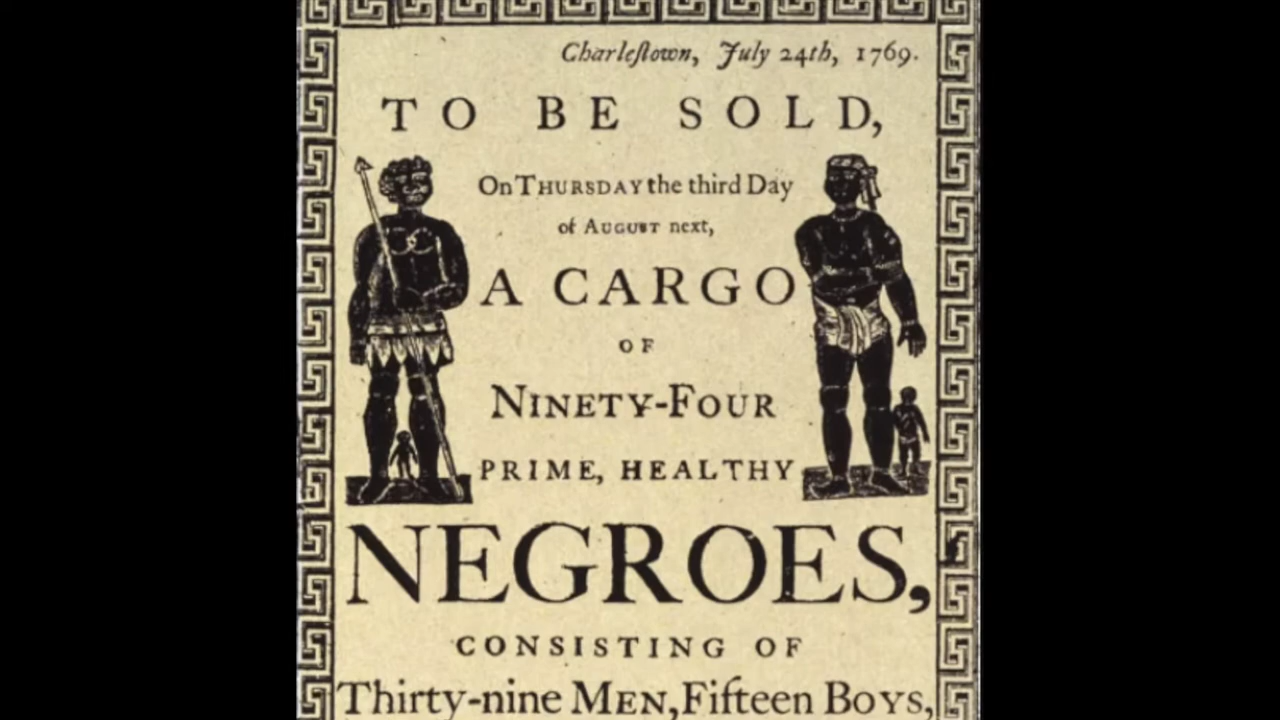 Charleſtown, July 24th, 1769.
TO BE SOLD,
On THURSDAY the third Day
of AUGUST next,
A CARGO
OF
NINETY-FOUR
PRIME, HEALTHY
NEGROES,
CONSISTING OF
Thirty-nine MEN, Fifteen BOYS,